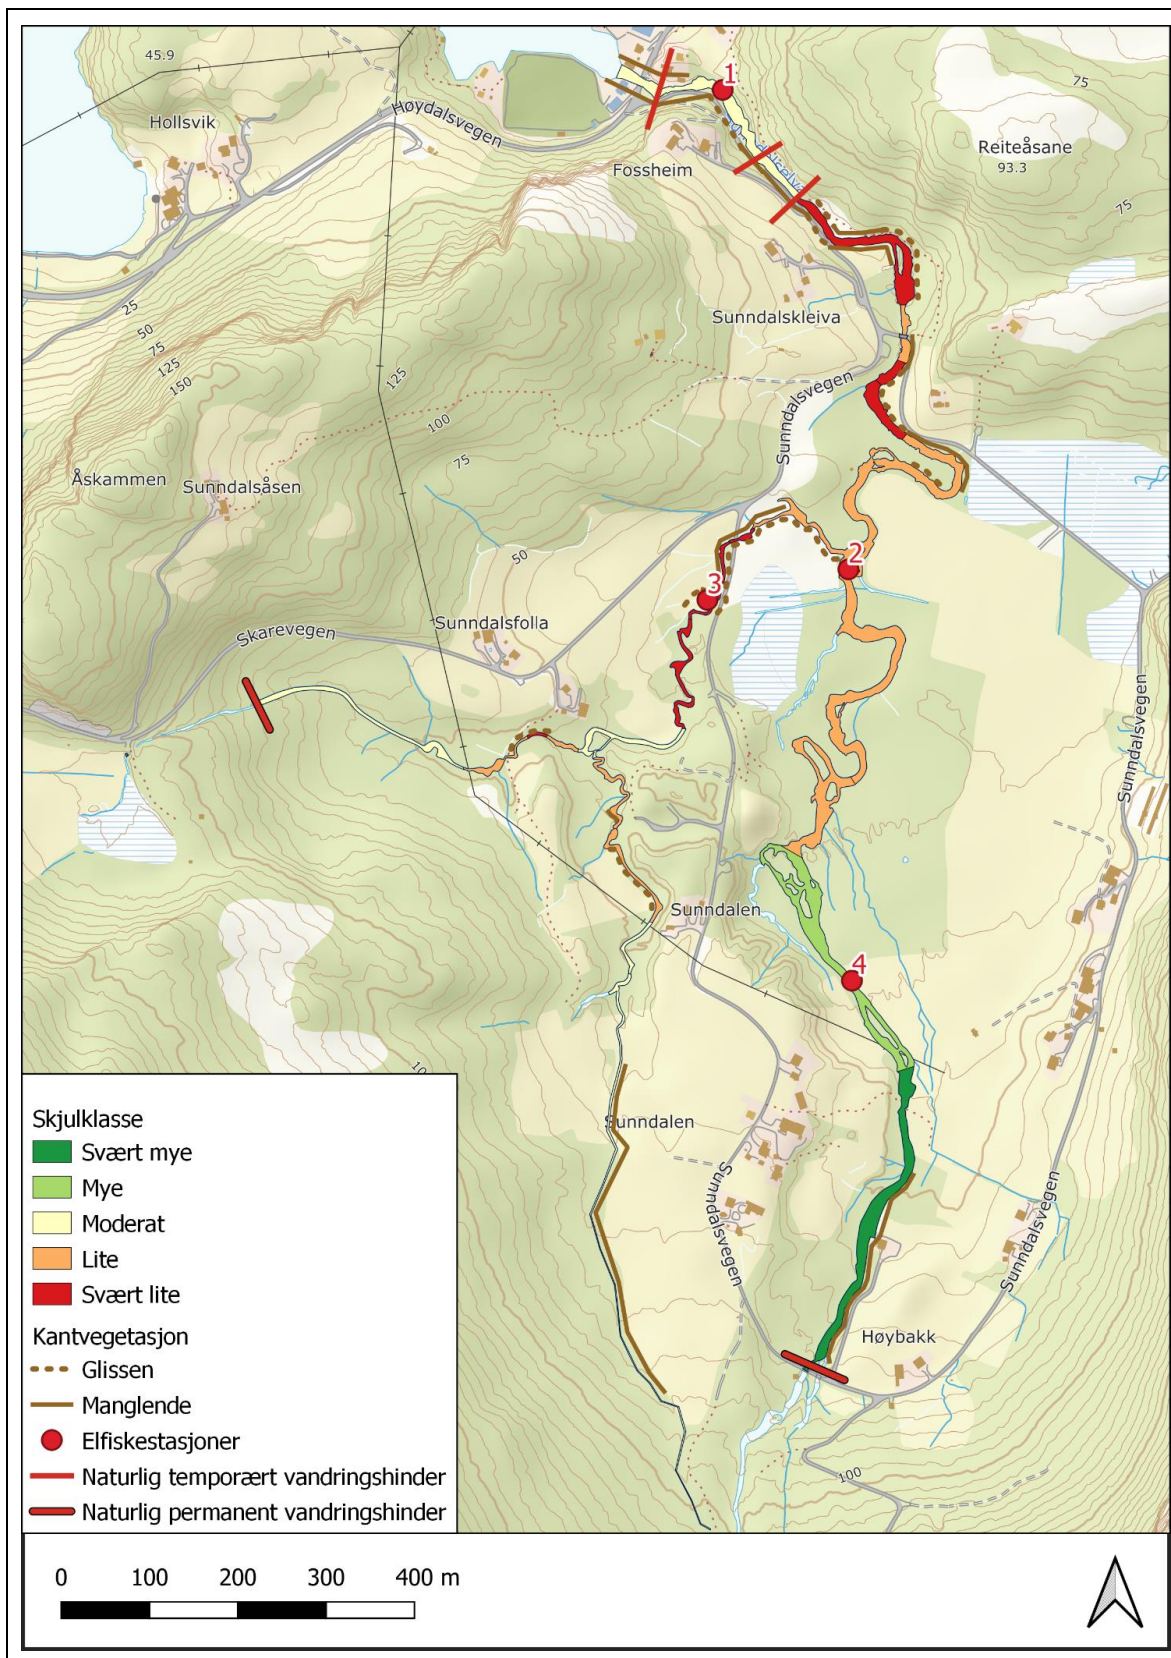 45.9
Hollsvik
Høydalsvegen
1
75
Reiteåsane
93.3
Fossheim
75
25
50
75
125
150
Sunndalskleiva
125
100
Sunndalsvegen
75
Åskammen
Sunndalsåsen
50
2
3
Skarevegen
Sunndalsfolla
Sunndalsvegen
Sunndalen
4
Sunndalen
Sunndalsvegen
Sunndalsvegen
Høybakk
100
Skjulklasse
Svært mye
Mye
Moderat
Lite
Svært lite
Kantvegetasjon
Glissen
Manglende
Elfiskestasjoner
Naturlig temporært vandringshinder
Naturlig permanent vandringshinder
0 100 200 300 400 m